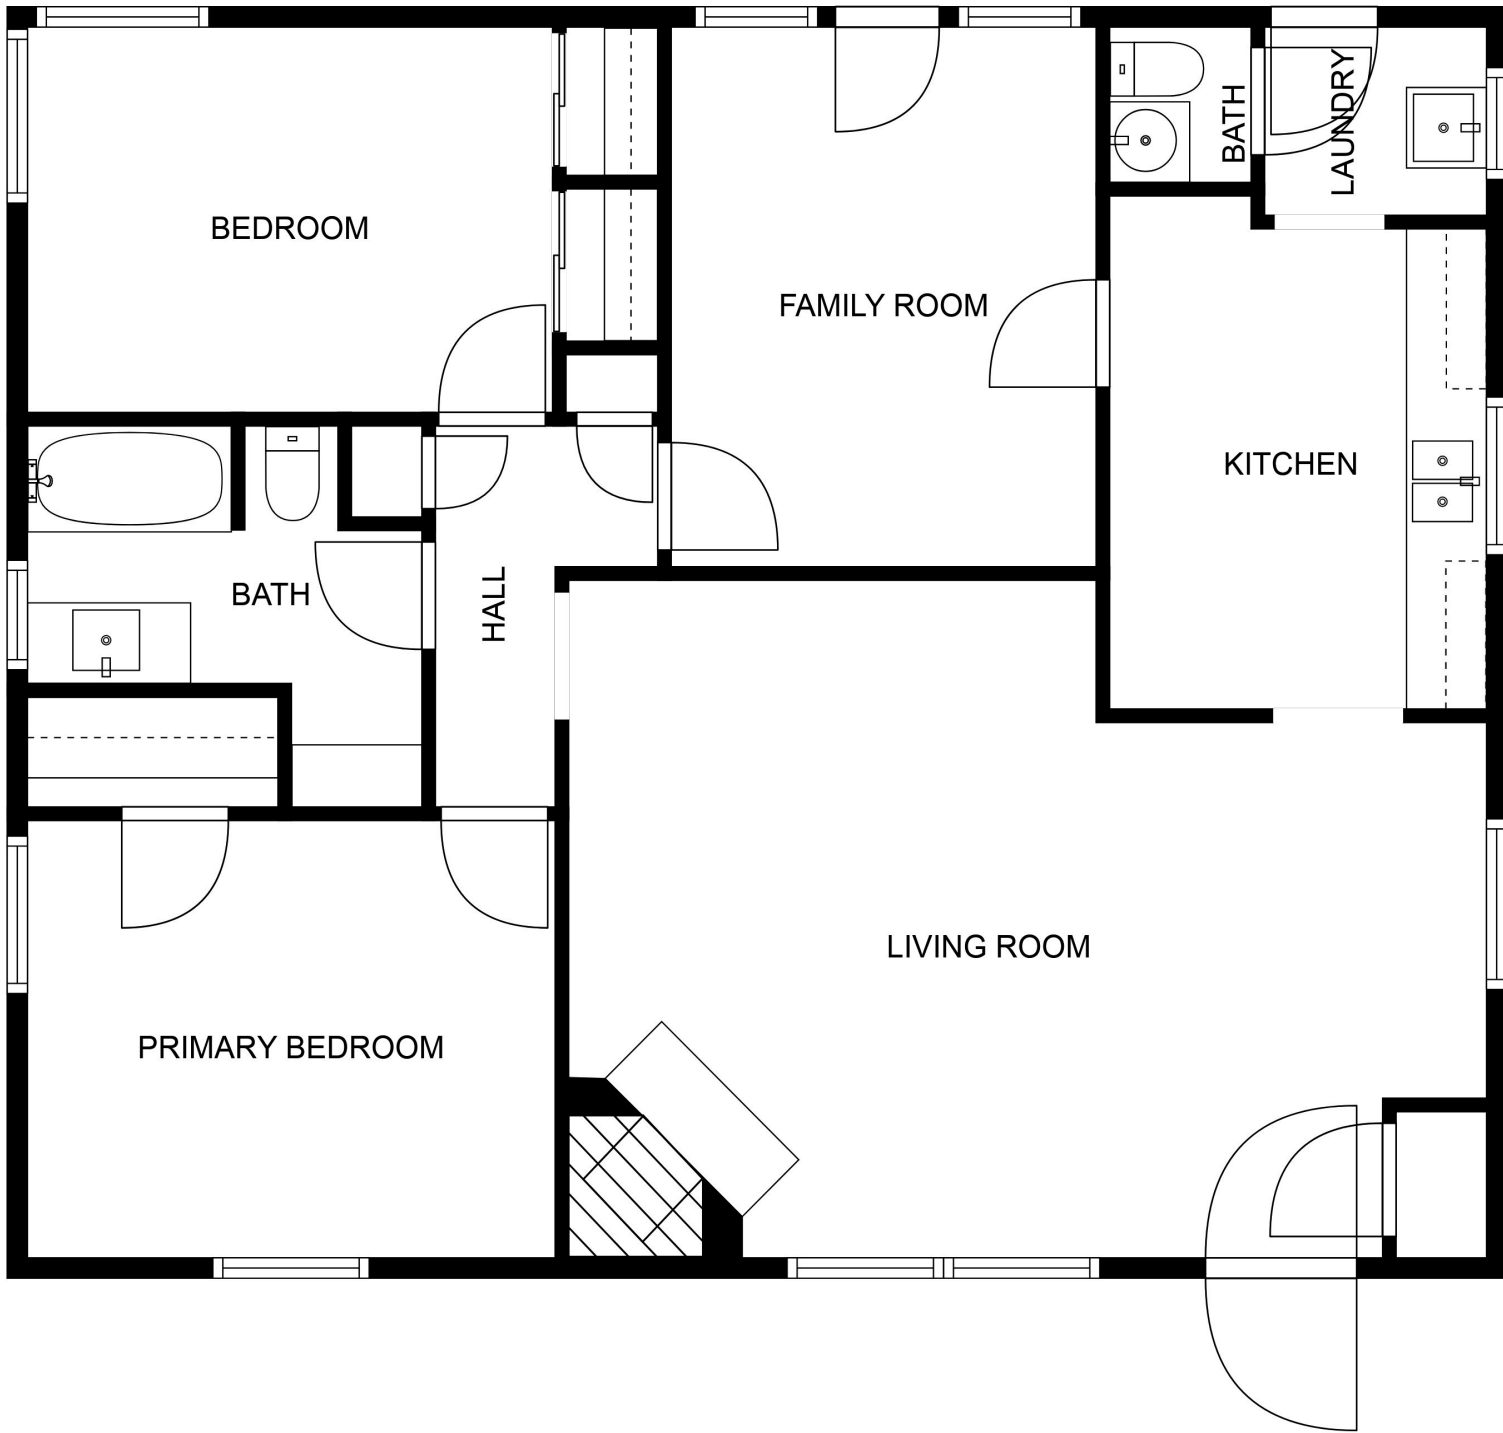 BATH
LAUNDRY
BEDROOM
FAMILY ROOM
KITCHEN
BATH
HALL
LIVING ROOM
PRIMARY BEDROOM